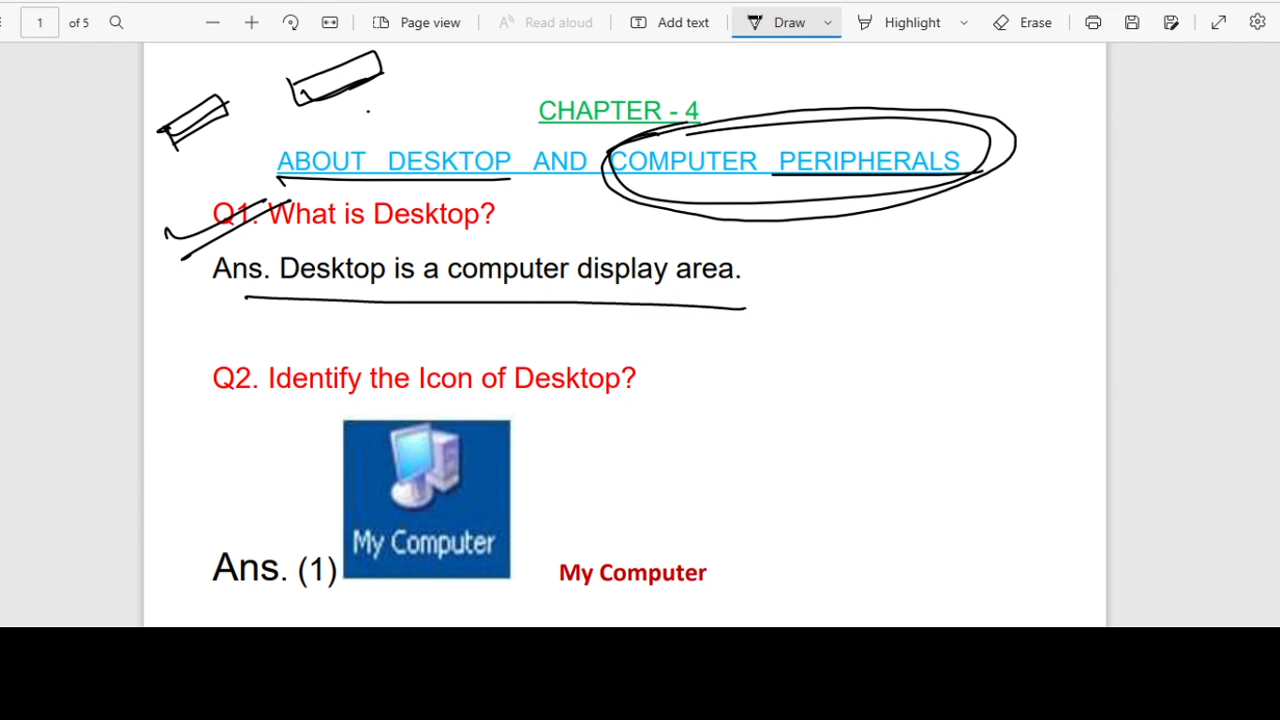 1 of 5 Page view Read aloud Add text Draw Highlight Erase
CHAPTER - 4
ABOUT DESKTOP AND COMPUTER PERIPHERALS
Q1. What is Desktop?
Ans. Desktop is a computer display area.
Q2. Identify the Icon of Desktop?
My Computer
Ans. (1) My Computer